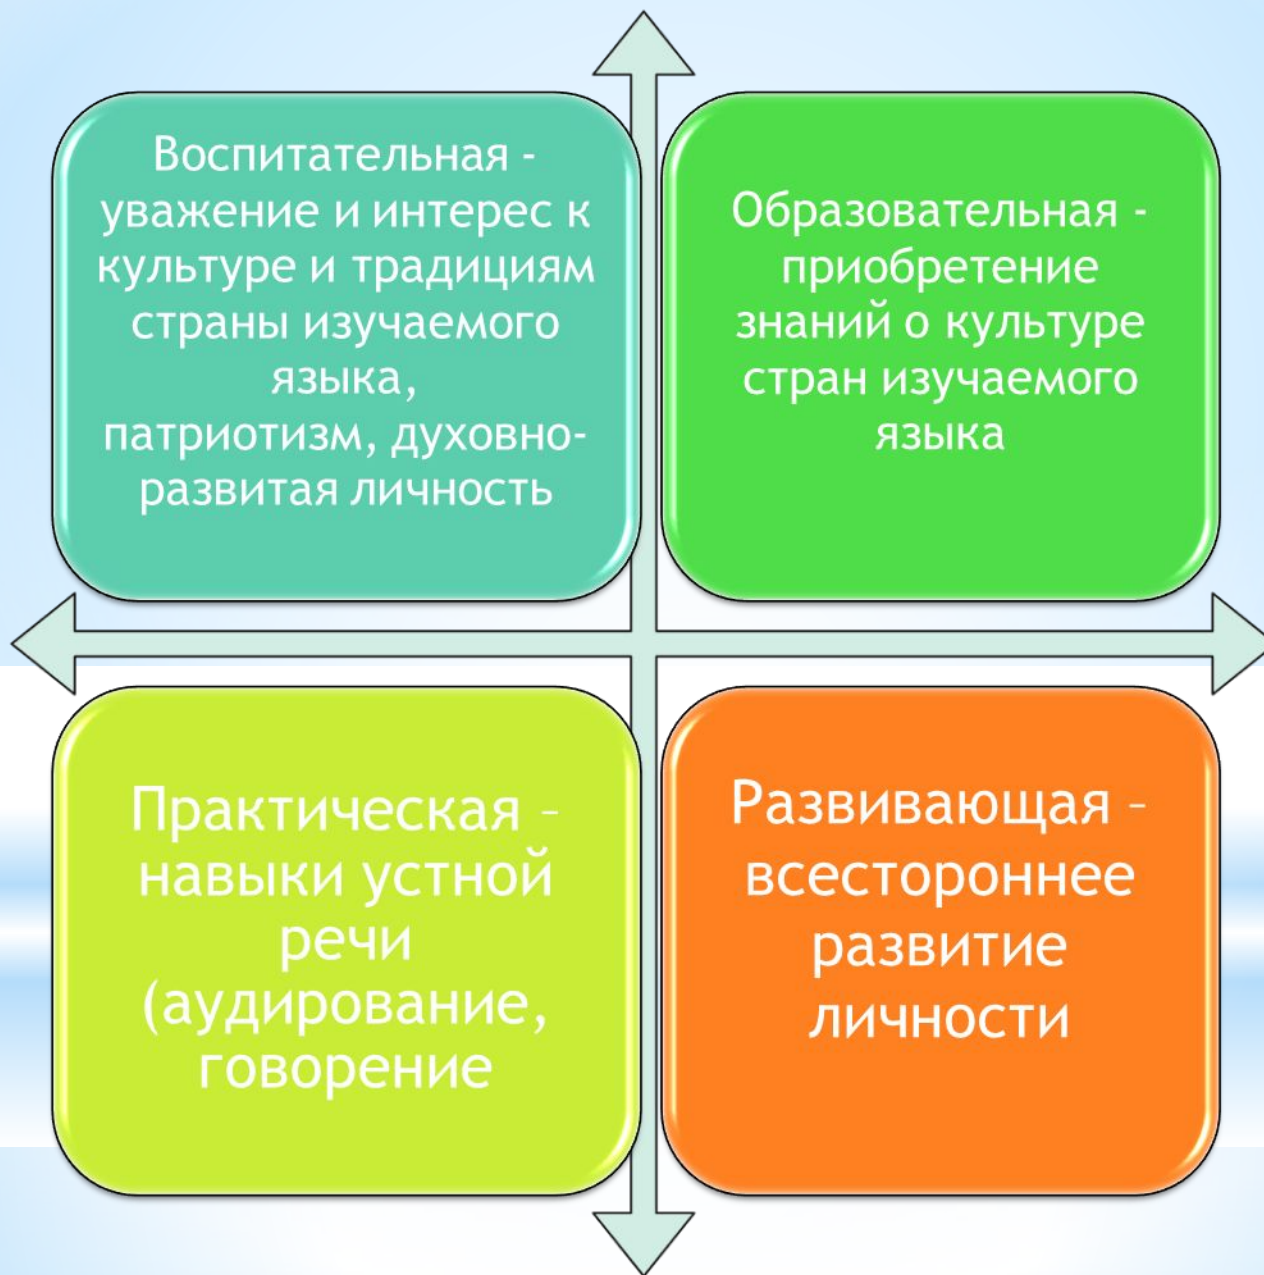 Воспитательная -
уважение и интерес к
культуре и традициям
страны изучаемого
языка,
патриотизм, духовно-
развитая личность
Образовательная -
приобретение
знаний о культуре
стран изучаемого
языка
Практическая –
навыки устной
речи
(аудирование,
говорение
Развивающая –
всестороннее
развитие
личности